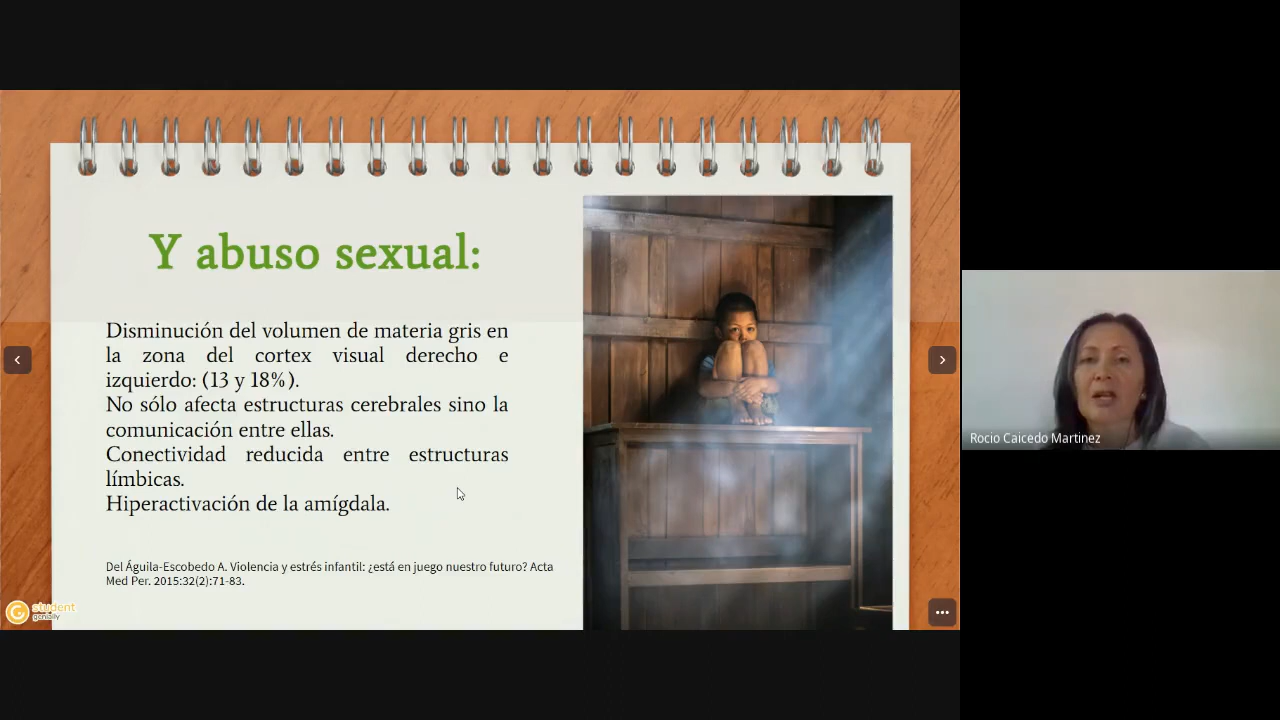 Y abuso sexual:
Disminución del volumen de materia gris en
la zona del cortex visual derecho e
izquierdo: (13 y 18%).
No sólo afecta estructuras cerebrales sino la
comunicación entre ellas.
Conectividad reducida entre estructuras
límbicas.
Hiperactivación de la amígdala.
Del Águila-Escobedo A. Violencia y estrés infantil: ¿está en juego nuestro futuro? Acta
Med Per. 2015:32(2):71-83.
student
genially
Rocio Caicedo Martinez